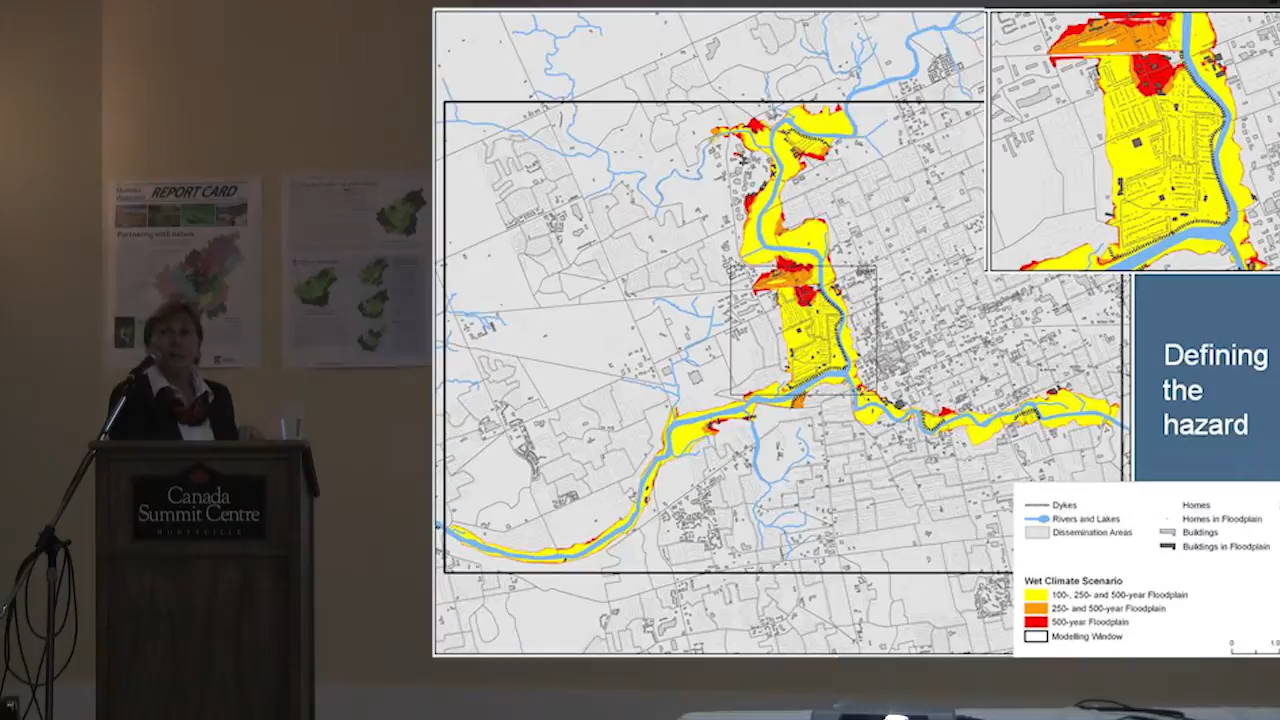 REPORT CARD
Partnering with nature
Canada
Summit Centre
HUNTSVILLE
Defining
the
hazard
Dykes
Rivers and Lakes
Dissemination Areas
Homes
Homes in Floodplain
Buildings
Buildings in Floodplain
Wet Climate Scenario
100-, 250- and 500-year Floodplain
250- and 500-year Floodplain
500-year Floodplain
Modelling Window
0